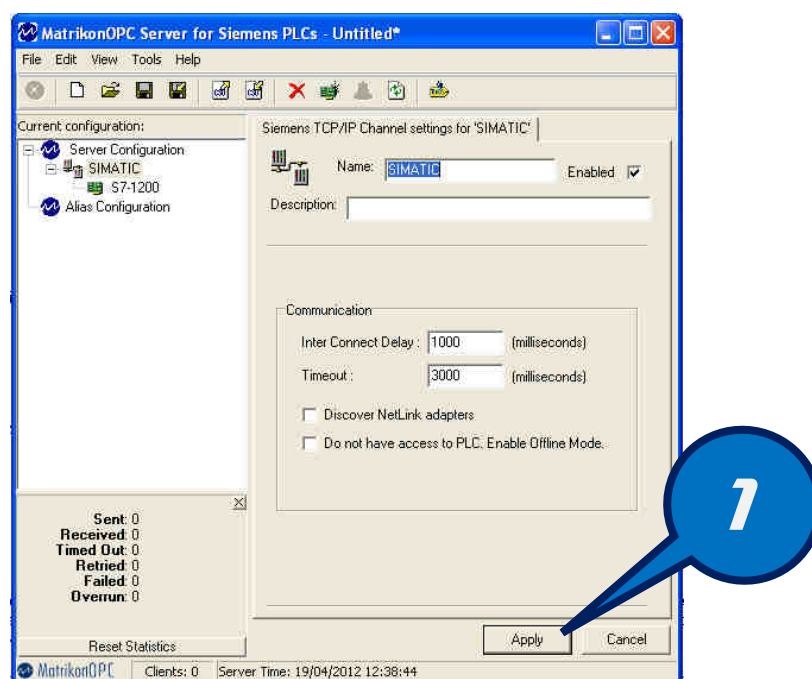 MatrikonOPC Server for Siemens PLCs - Untitled*
File Edit View Tools Help
Current configuration:
Server Configuration
SIMATIC
S7-1200
Alias Configuration
Siemens TCP/IP Channel settings for 'SIMATIC'
Name: SIMATIC Enabled
Description:
Communication
Inter Connect Delay : 1000 (milliseconds)
Timeout : 3000 (milliseconds)
Discover NetLink adapters
Do not have access to PLC. Enable Offline Mode.
7
Sent: 0
Received: 0
Timed Out: 0
Retried: 0
Failed: 0
Overrun: 0
Reset Statistics
Apply Cancel
MatrikonOPC Clients: 0 Server Time: 19/04/2012 12:38:44